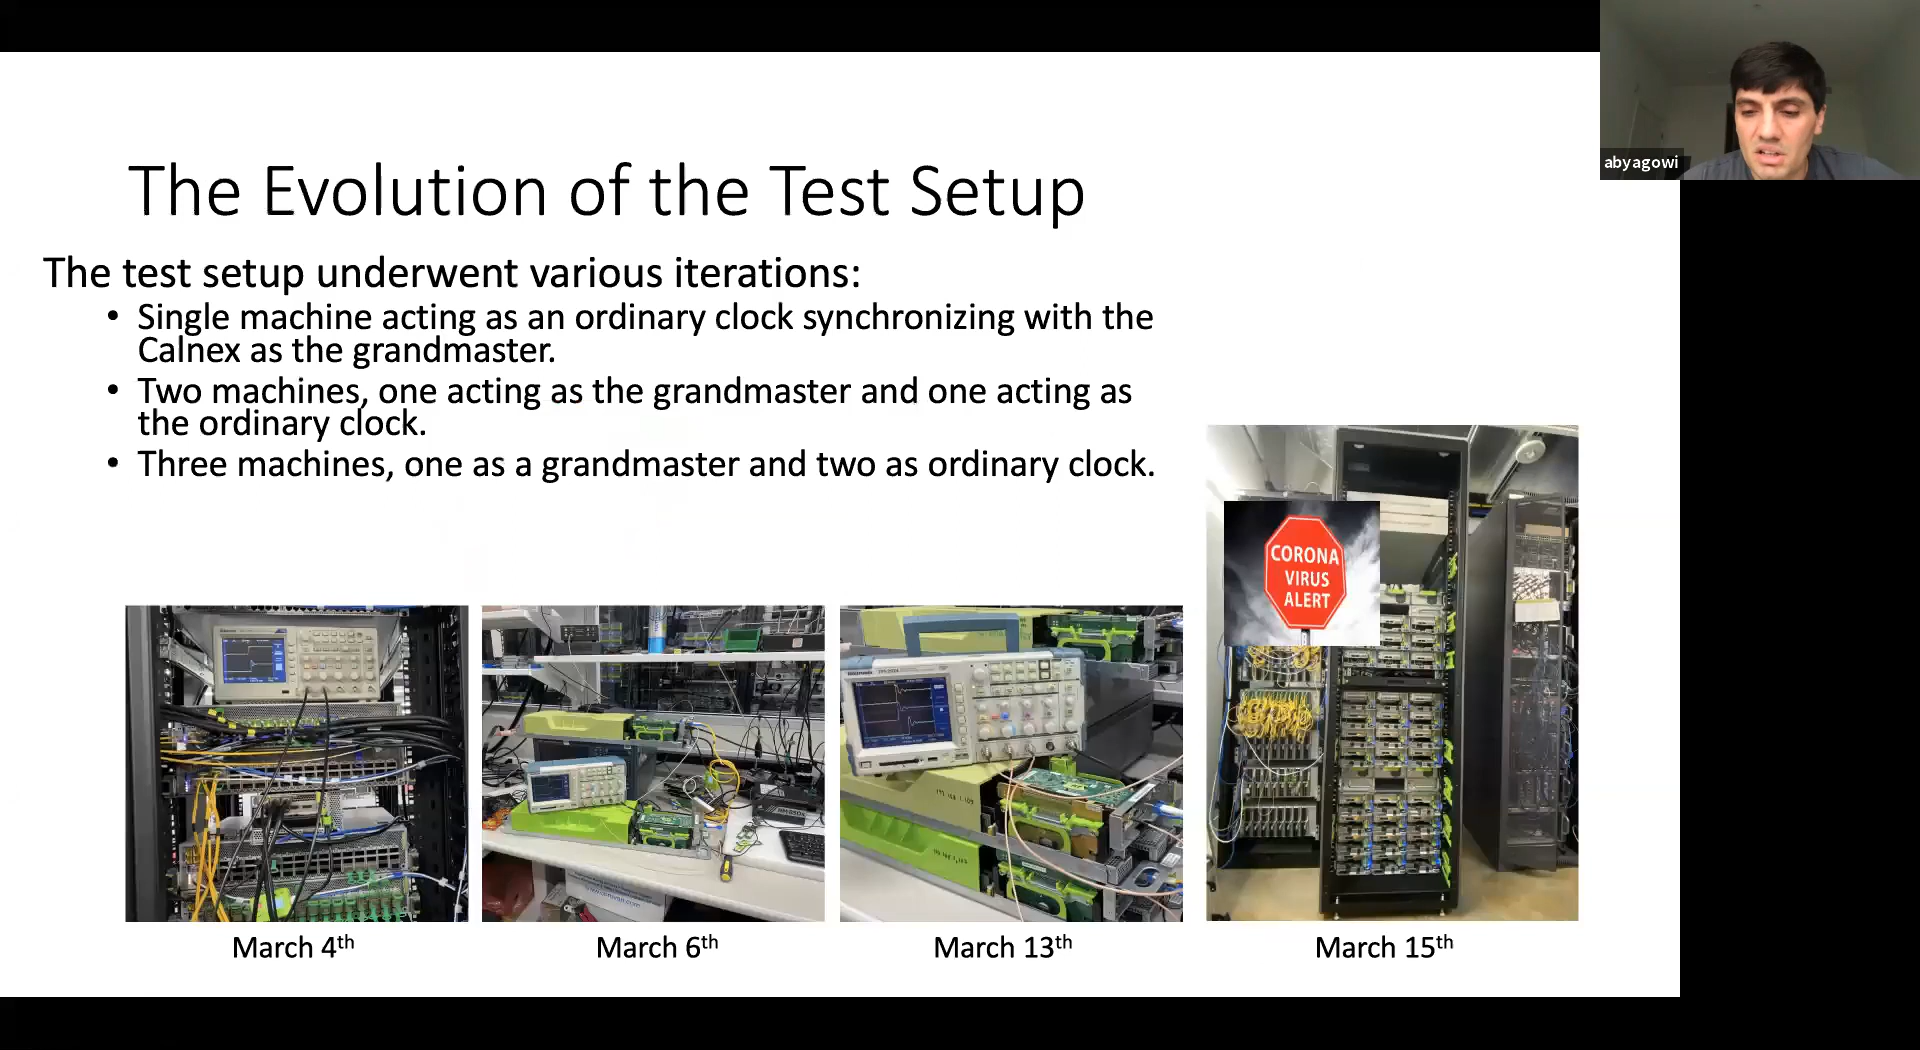 abyagowi
The Evolution of the Test Setup
The test setup underwent various iterations:
• Single machine acting as an ordinary clock synchronizing with the
Calnex as the grandmaster.
• Two machines, one acting as the grandmaster and one acting as
the ordinary clock.
• Three machines, one as a grandmaster and two as ordinary clock.
CORONA
VIRUS
ALERT
March 4th
March 6th
March 13th
March 15th